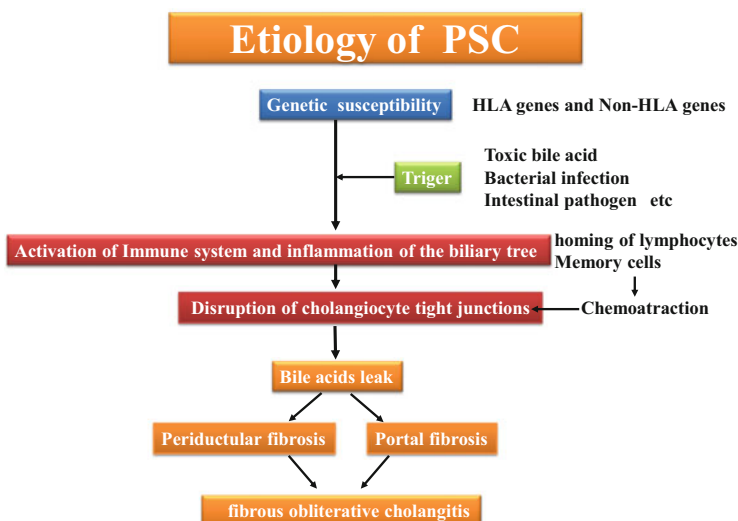 Etiology of PSC
Genetic susceptibility
HLA genes and Non-HLA genes
Triger
Toxic bile acid
Bacterial infection
Intestinal pathogen etc
Activation of Immune system and inflammation of the biliary tree
homing of lymphocytes
Memory cells
Disruption of cholangiocyte tight junctions
Chemoatraction
Bile acids leak
Periductular fibrosis
Portal fibrosis
fibrous obliterative cholangitis